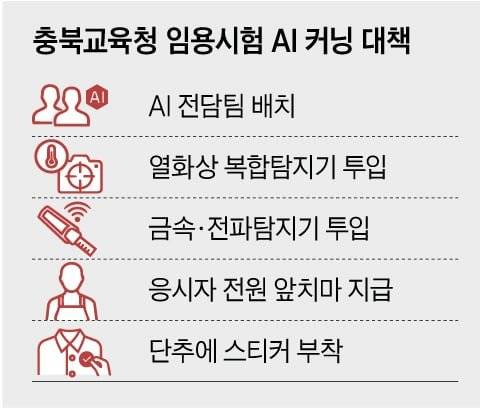 충북교육청 임용시험 AI 커닝 대책
AI
AI 전담팀 배치
열화상 복합탐지기 투입
금속·전파탐지기 투입
응시자 전원 앞치마 지급
단추에 스티커 부착